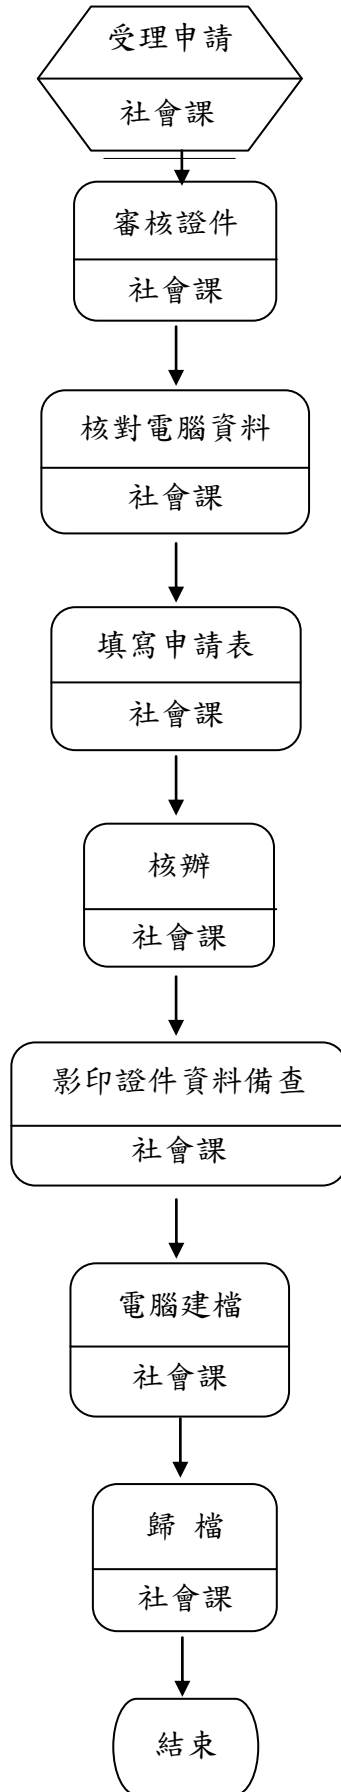 受理申請
社會課
審核證件
社會課
核對電腦資料
社會課
填寫申請表
社會課
核辦
社會課
影印證件資料備查
社會課
電腦建檔
社會課
歸 檔
社會課
結束